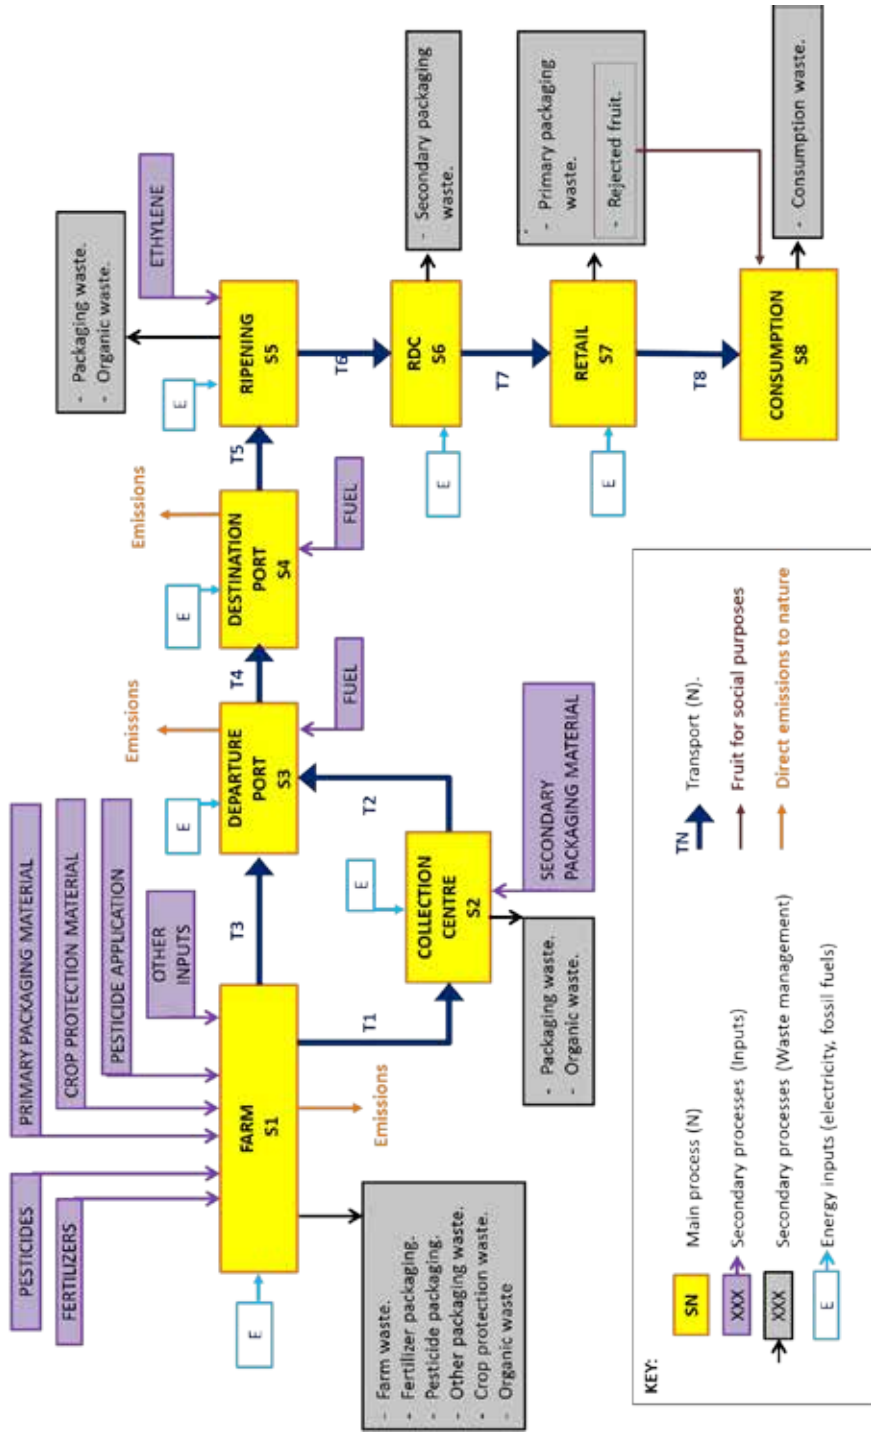 PESTICIDES
FERTILIZERS
PRIMARY PACKAGING MATERIAL
CROP PROTECTION MATERIAL
PESTICIDE APPLICATION
OTHER
INPUTS
E
FARM
S1
Emissions
- Farm waste.
- Fertilizer packaging.
- Pesticide packaging.
- Other packaging waste.
- Crop protection waste.
- Organic waste
T1
T3
E
COLLECTION
CENTRE
S2
SECONDARY
PACKAGING MATERIAL
- Packaging waste.
- Organic waste.
T2
E
Emissions
DEPARTURE
PORT
S3
FUEL
T4
E
Emissions
DESTINATION
PORT
S4
FUEL
T5
E
- Packaging waste.
- Organic waste.
ETHYLENE
RIPENING
S5
T6
E
RDC
S6
- Secondary packaging
waste.
T7
E
RETAIL
S7
- Primary packaging
waste.
- Rejected fruit.
T8
CONSUMPTION
S8
- Consumption waste.
KEY:
SN
Main process (N)
XXX
Secondary processes (Inputs)
XXX
Secondary processes (Waste management)
E
Energy inputs (electricity, fossil fuels)
TN
Transport (N).
Fruit for social purposes
Direct emissions to nature